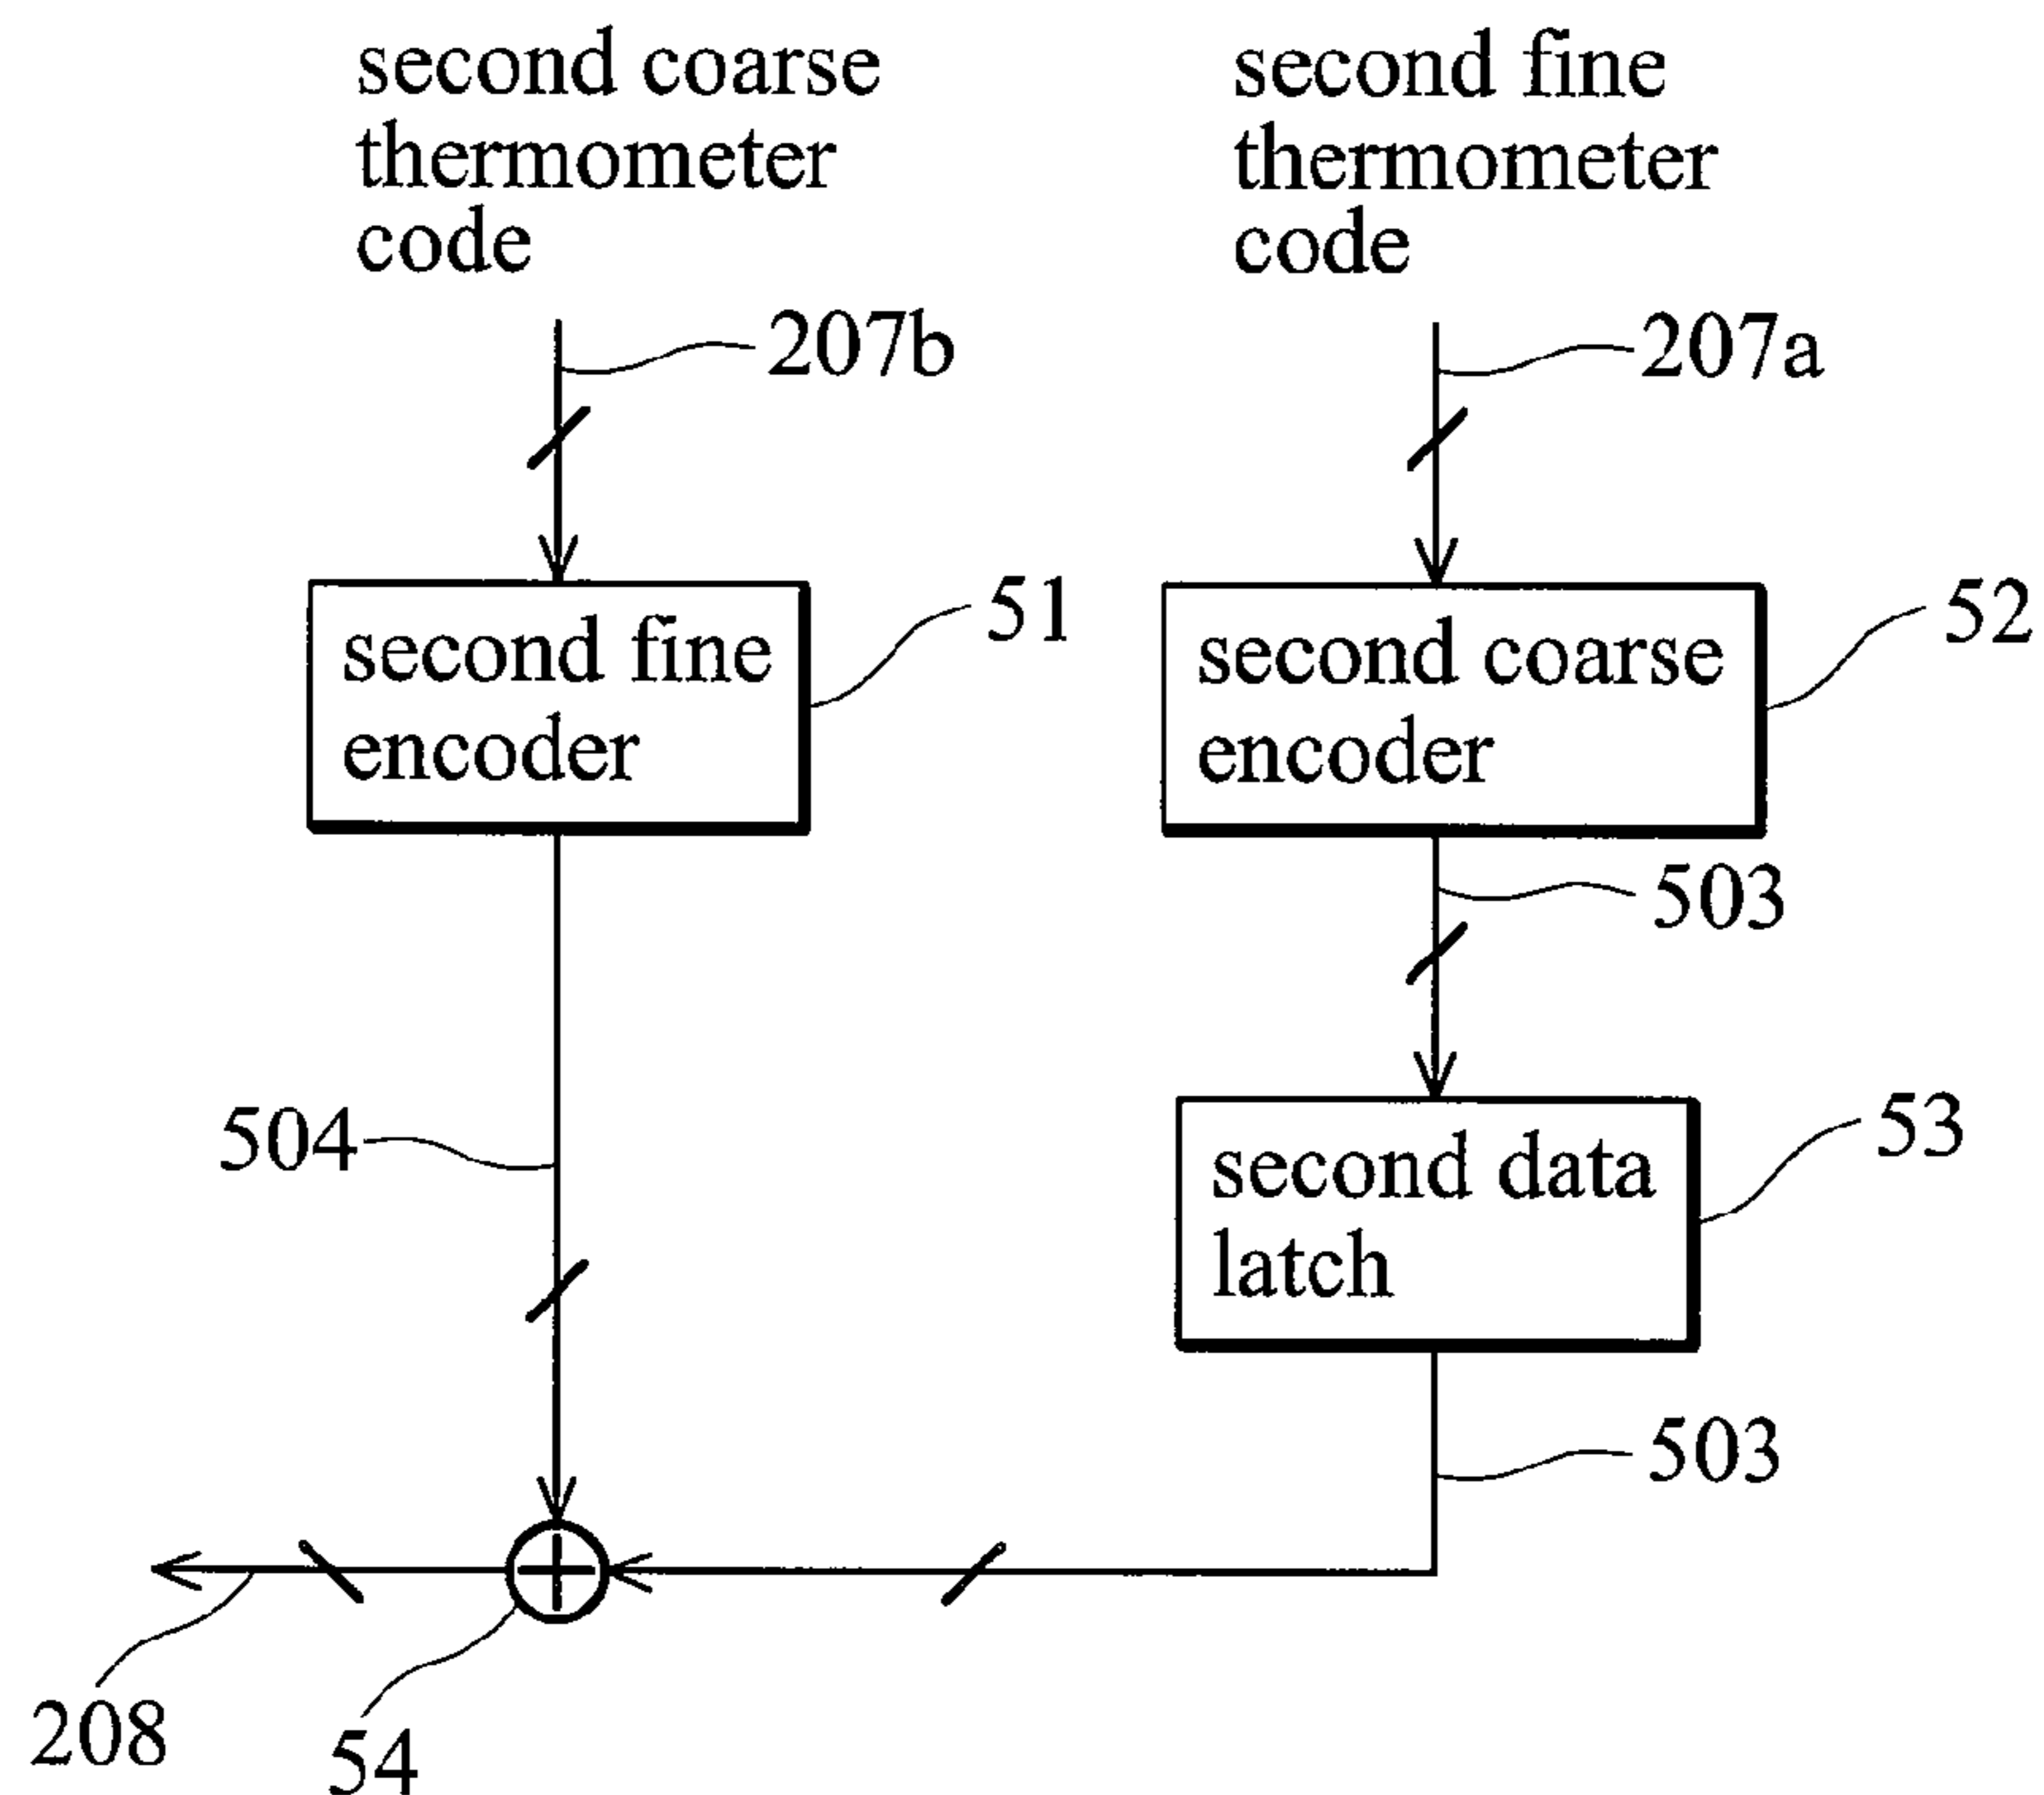 second coarse
thermometer
code
second fine
thermometer
code
207b
207a
second fine
encoder
51
second coarse
encoder
52
503
504
second data
latch
53
503
208
54